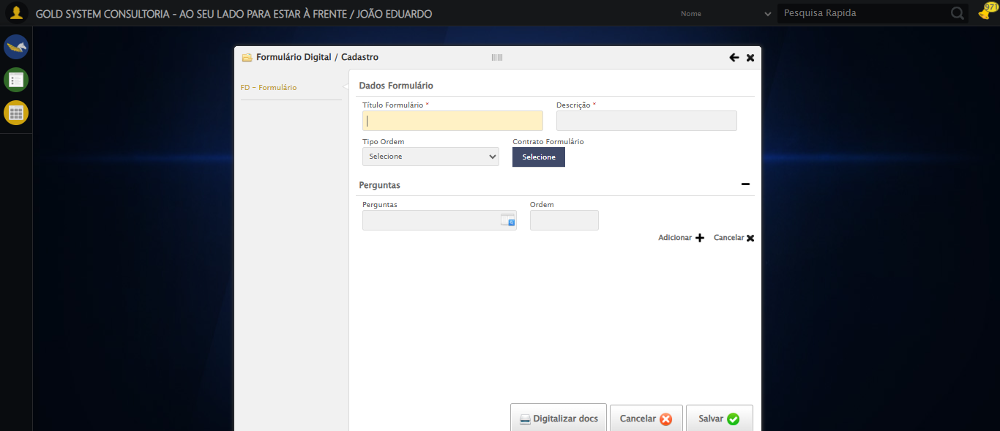 GOLD SYSTEM CONSULTORIA - AO SEU LADO PARA ESTAR À FRENTE / JOÃO EDUARDO
Nome
Pesquisa Rapida
971
Formulário Digital / Cadastro
FD - Formulário
Dados Formulário
Título Formulário *
Descrição *
Tipo Ordem
Contrato Formulário
Selecione
Selecione
Perguntas
Perguntas
Ordem
Adicionar
Cancelar
Digitalizar docs
Cancelar
Salvar